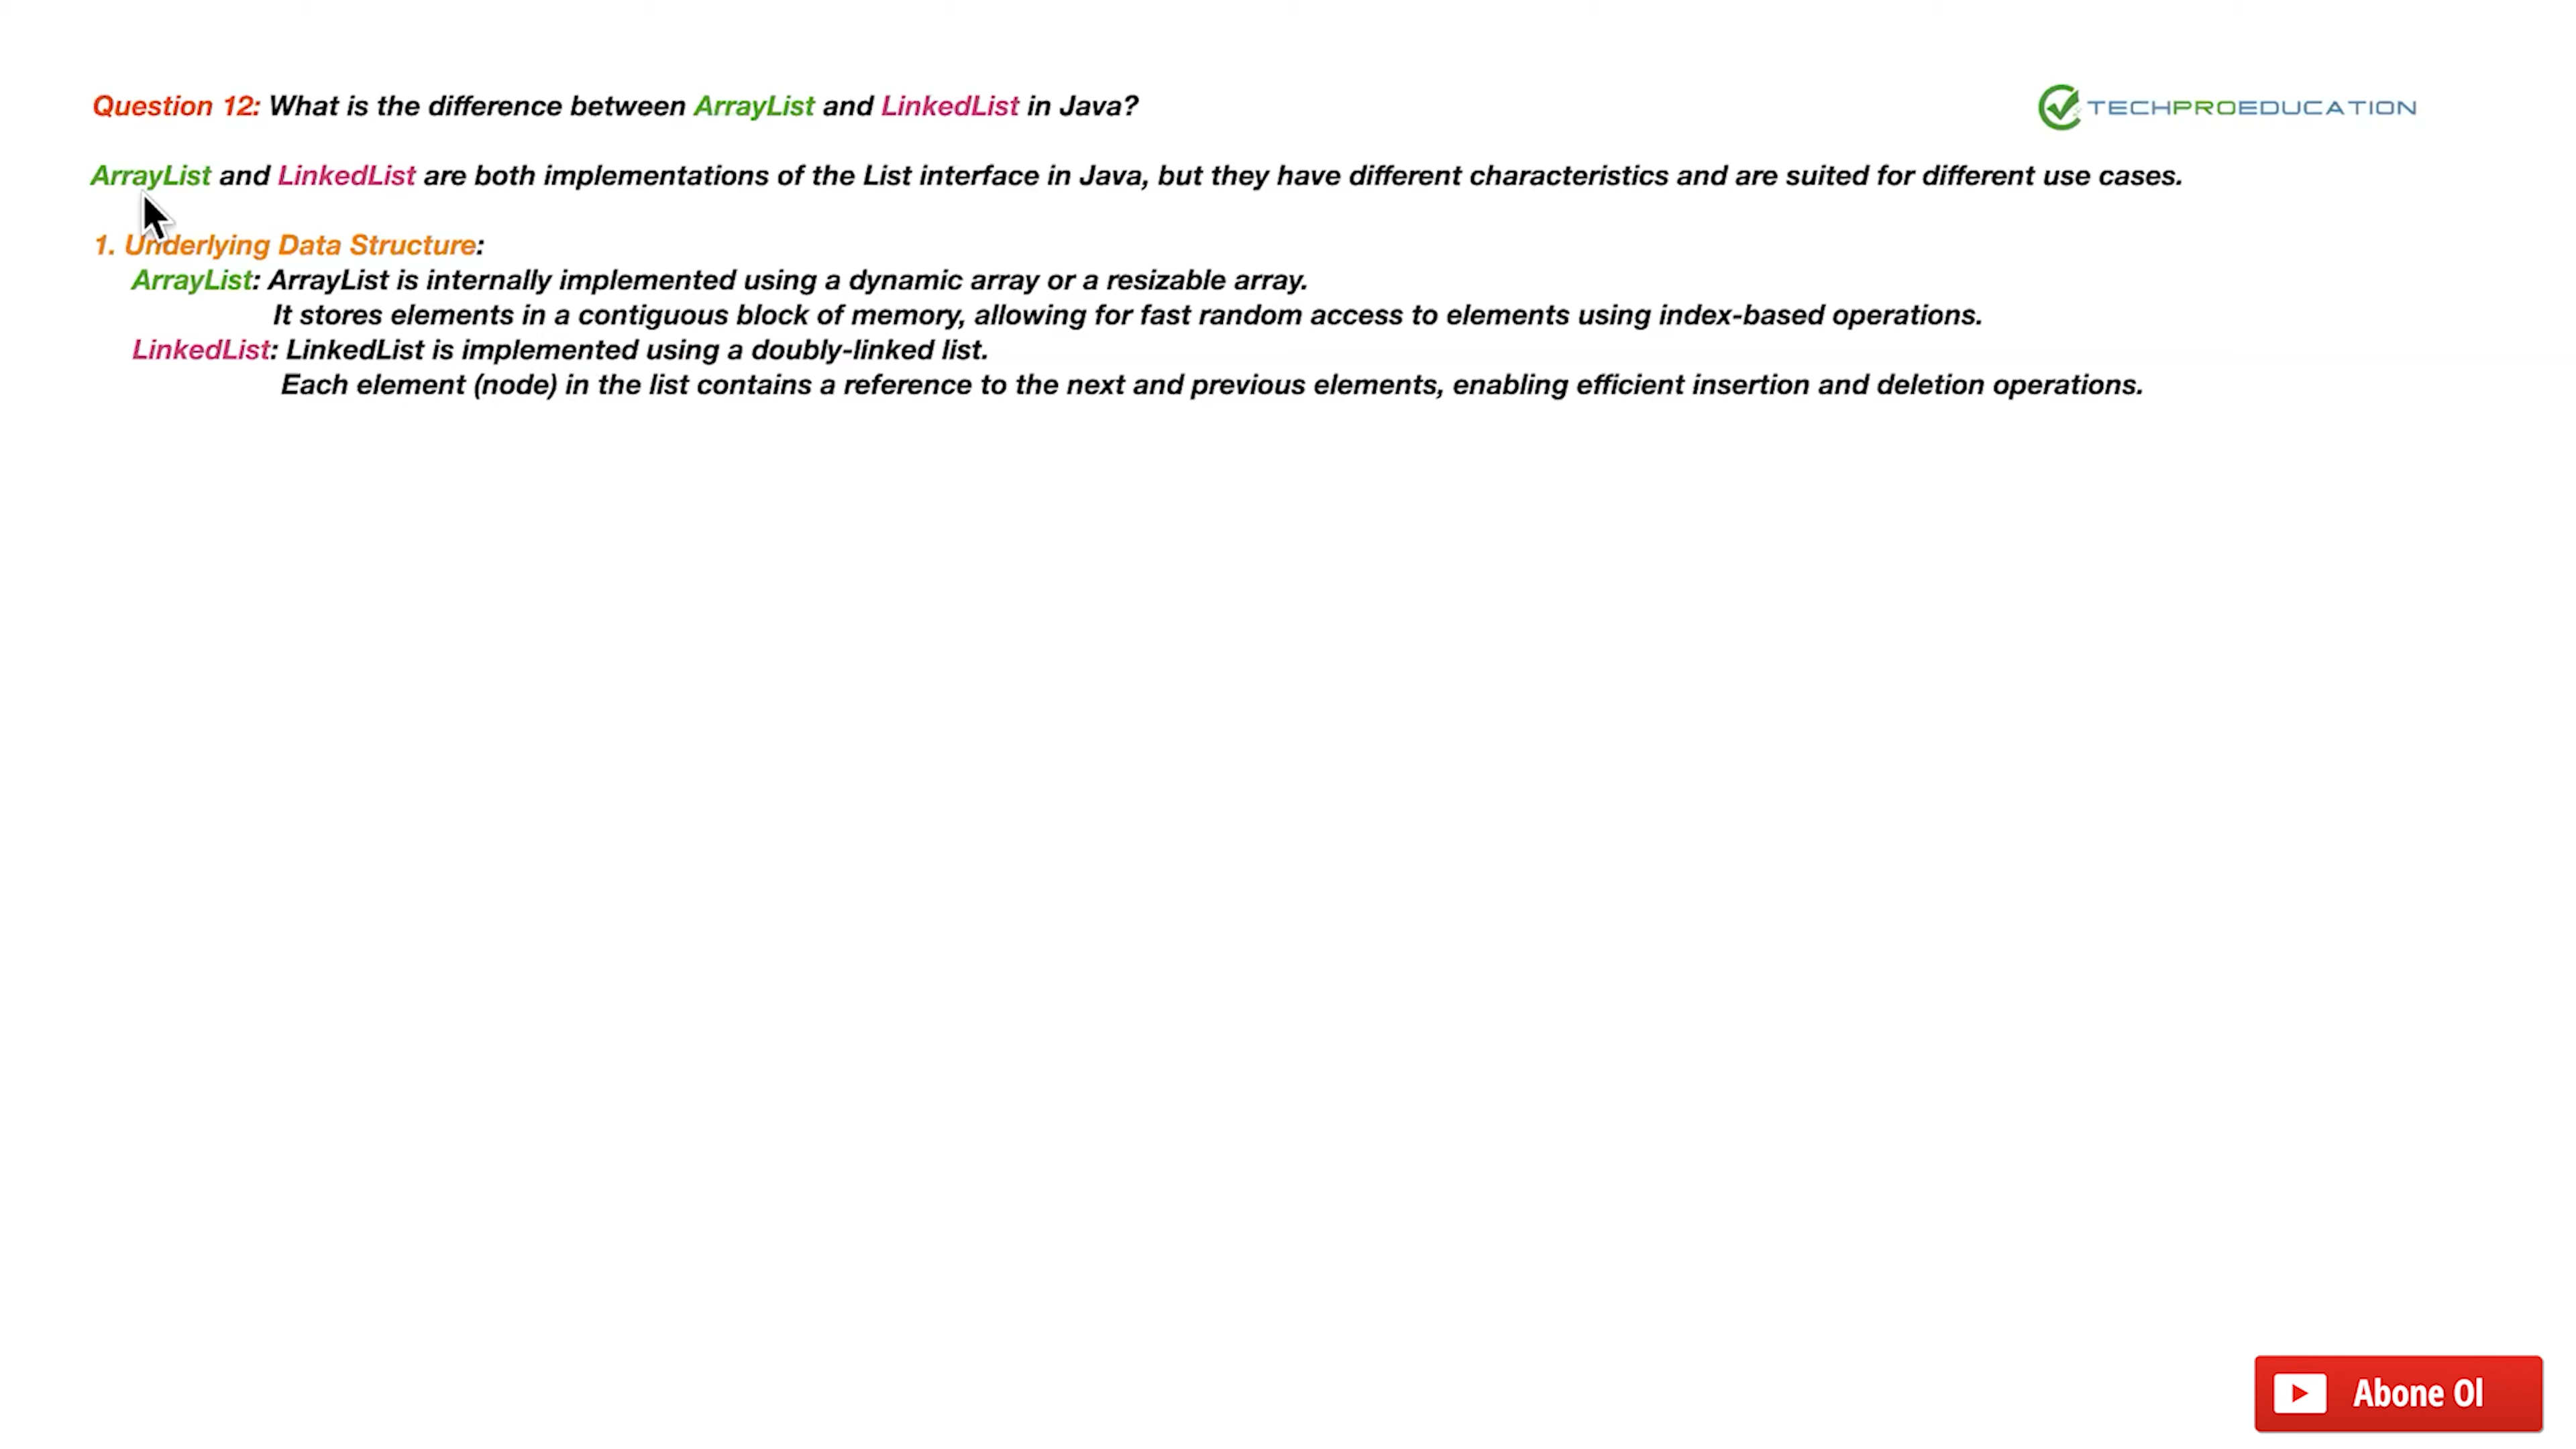 Question 12: What is the difference between ArrayList and LinkedList in Java?
TECHPROEDUCATION
ArrayList and LinkedList are both implementations of the List interface in Java, but they have different characteristics and are suited for different use cases.
1. Underlying Data Structure:
ArrayList: ArrayList is internally implemented using a dynamic array or a resizable array.
It stores elements in a contiguous block of memory, allowing for fast random access to elements using index-based operations.
LinkedList: LinkedList is implemented using a doubly-linked list.
Each element (node) in the list contains a reference to the next and previous elements, enabling efficient insertion and deletion operations.
Abone Ol